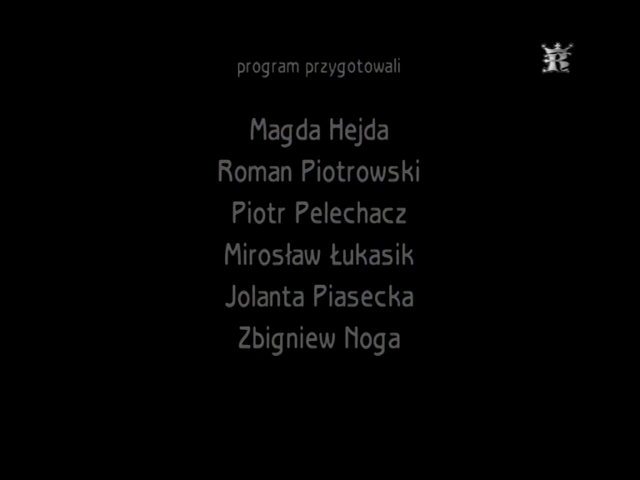 program przygotowali
R
Magda Hejda
Roman Piotrowski
Piotr Pelechacz
Mirosław Łukasik
Jolanta Piasecka
Zbigniew Noga